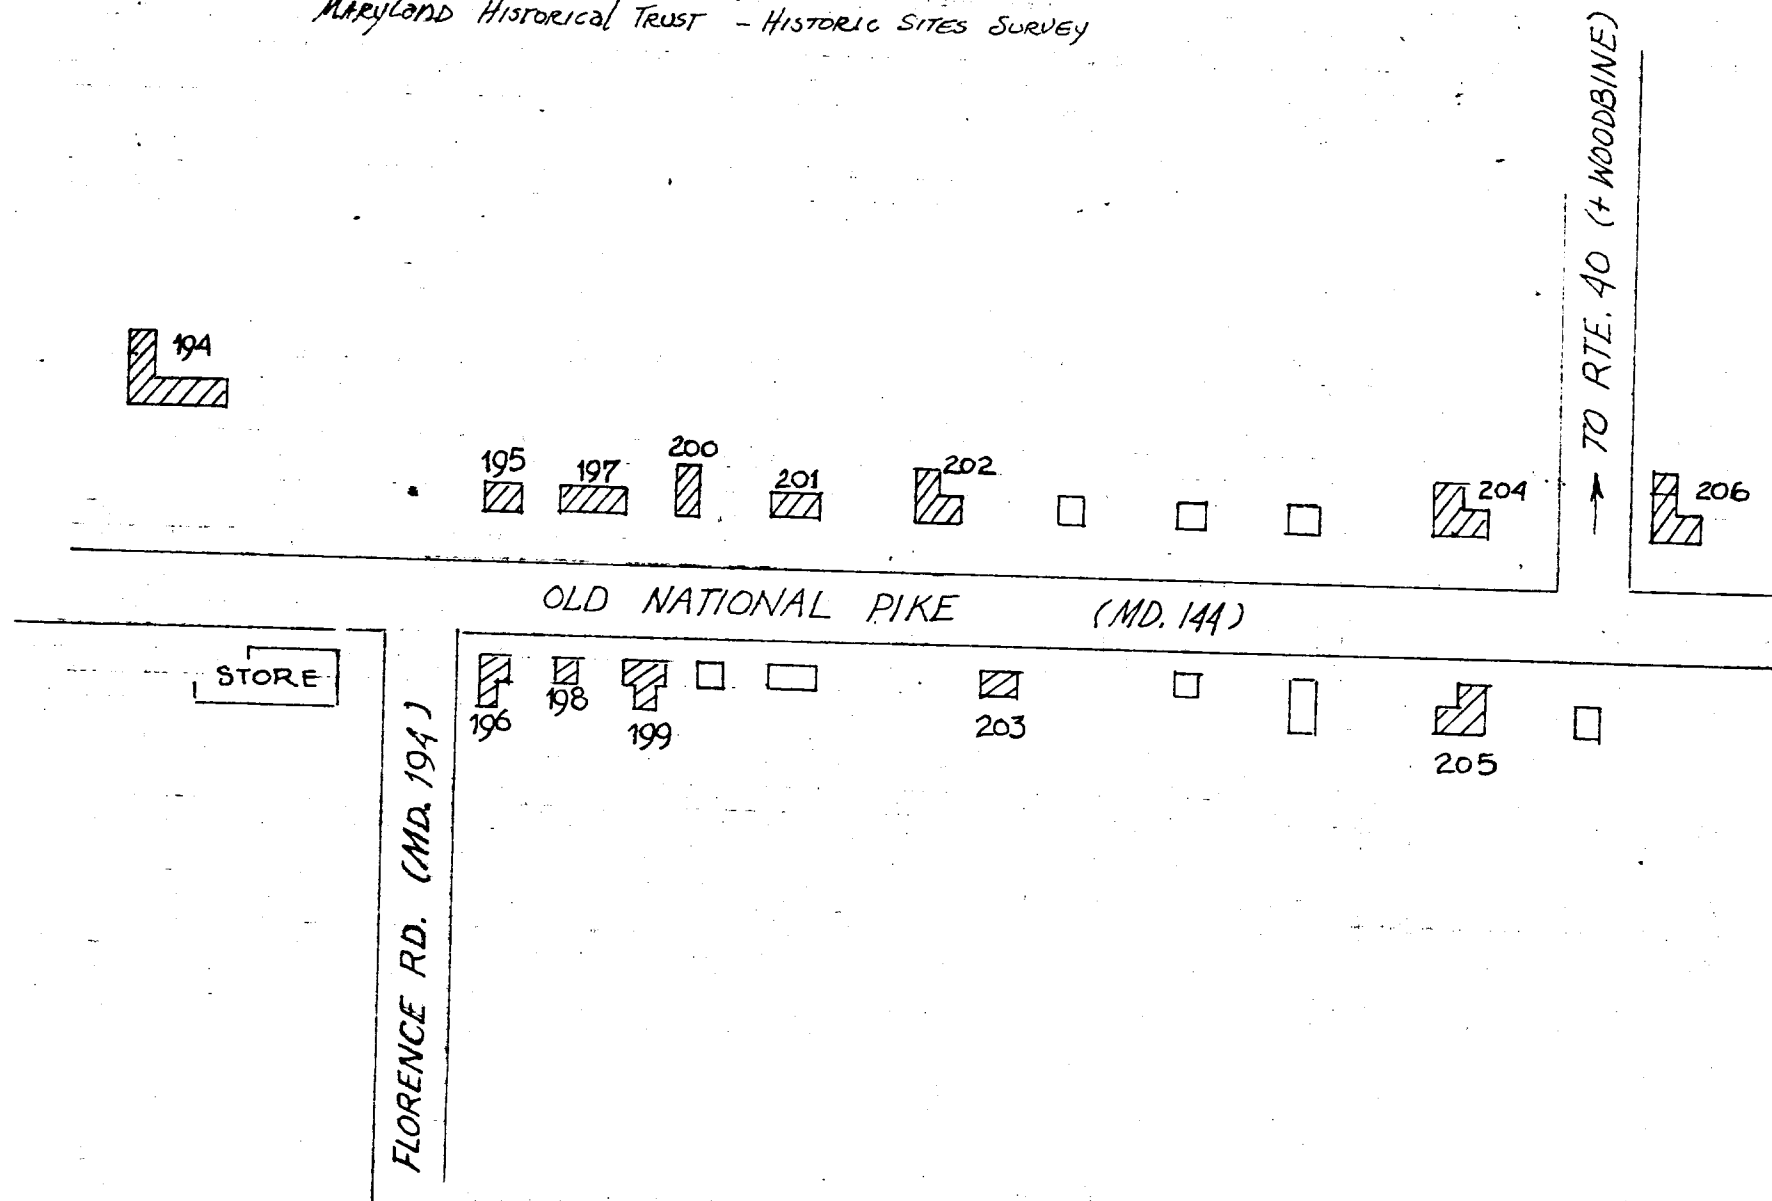 MARYLAND HISTORICAL TRUST - HISTORIC SITES SURVEY
TO RTE. 40 (+ WOODBINE)
194
195
197
200
201
202
204
206
OLD NATIONAL PIKE (MD. 144)
STORE
196
198
199
203
205
FLORENCE RD. (MD. 194)